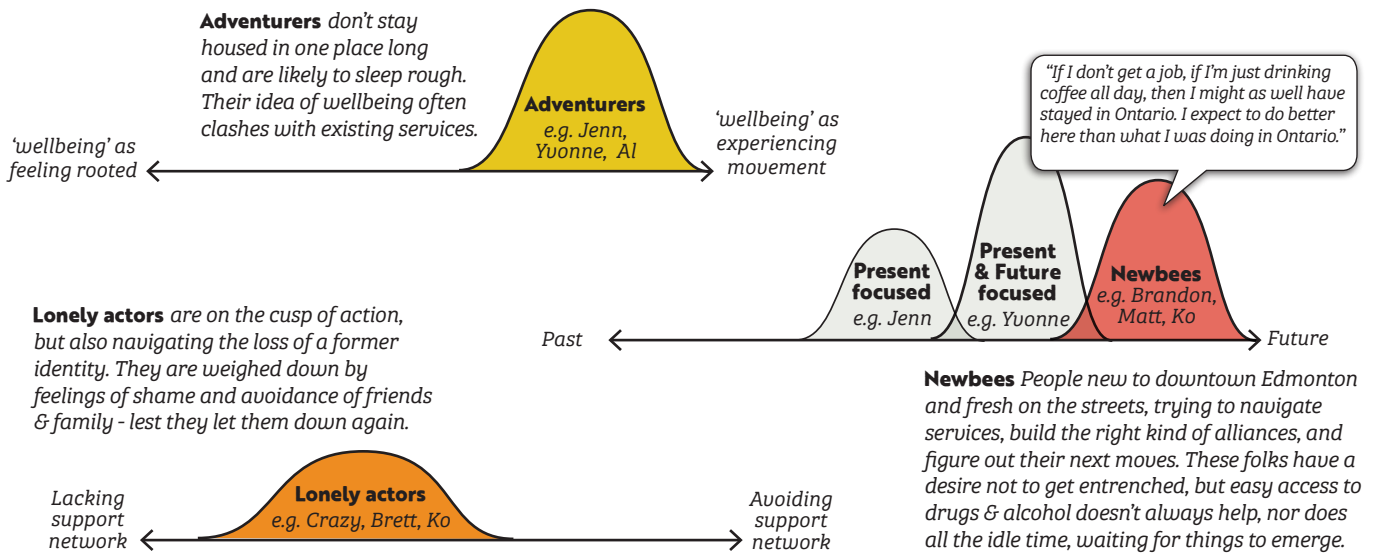 Adventurers don’t stay
housed in one place long
and are likely to sleep rough.
Their idea of wellbeing often
clashes with existing services.
‘wellbeing’ as
feeling rooted
Adventurers
e.g. Jenn,
Yvonne, Al
‘wellbeing’ as
experiencing
movement
“If I don’t get a job, if I’m just drinking
coffee all day, then I might as well have
stayed in Ontario. I expect to do better
here than what I was doing in Ontario.”
Past
Present
focused
e.g. Jenn
Present
& Future
focused
e.g. Yvonne
Newbees
e.g. Brandon,
Matt, Ko
Future
Lonely actors are on the cusp of action,
but also navigating the loss of a former
identity. They are weighed down by
feelings of shame and avoidance of friends
& family - lest they let them down again.
Newbees People new to downtown Edmonton
and fresh on the streets, trying to navigate
services, build the right kind of alliances, and
figure out their next moves. These folks have a
desire not to get entrenched, but easy access to
drugs & alcohol doesn’t always help, nor does
all the idle time, waiting for things to emerge.
Lacking
support
network
Lonely actors
e.g. Crazy, Brett, Ko
Avoiding
support
network